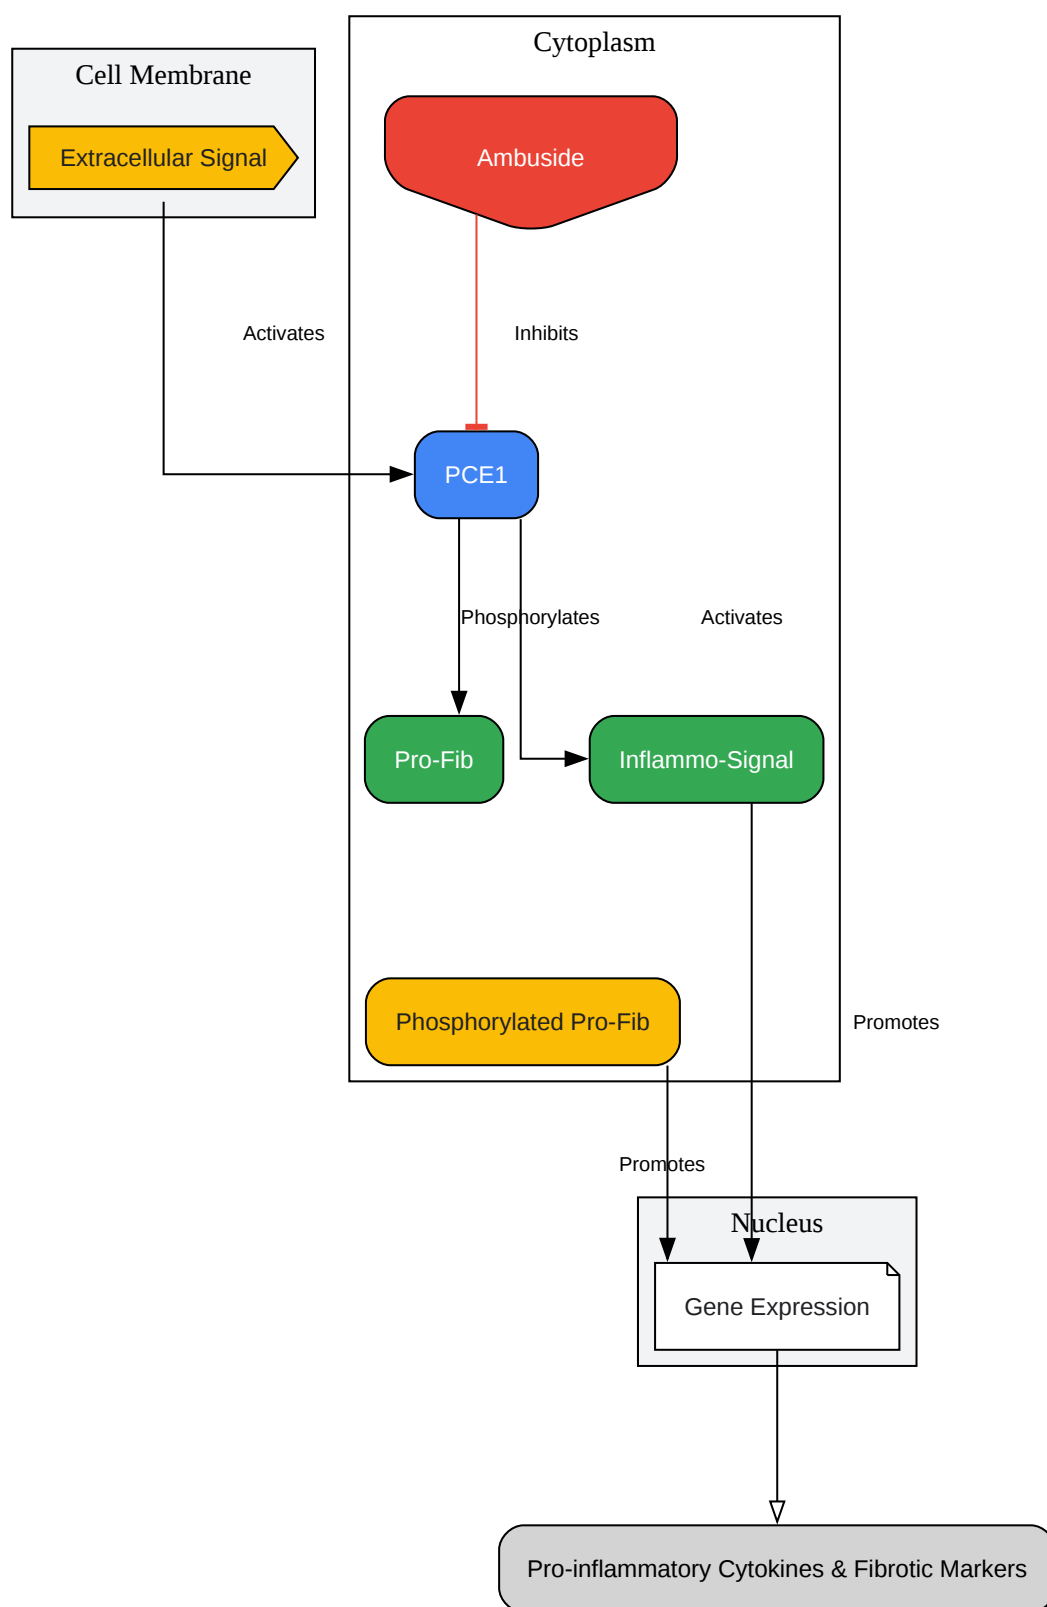 Cytoplasm
Cell Membrane
Extracellular Signal
Ambuside
Activates
Inhibits
PCE1
Phosphorylates
Activates
Pro-Fib
Inflammo-Signal
Phosphorylated Pro-Fib
Promotes
Promotes
Nucleus
Gene Expression
Pro-inflammatory Cytokines & Fibrotic Markers